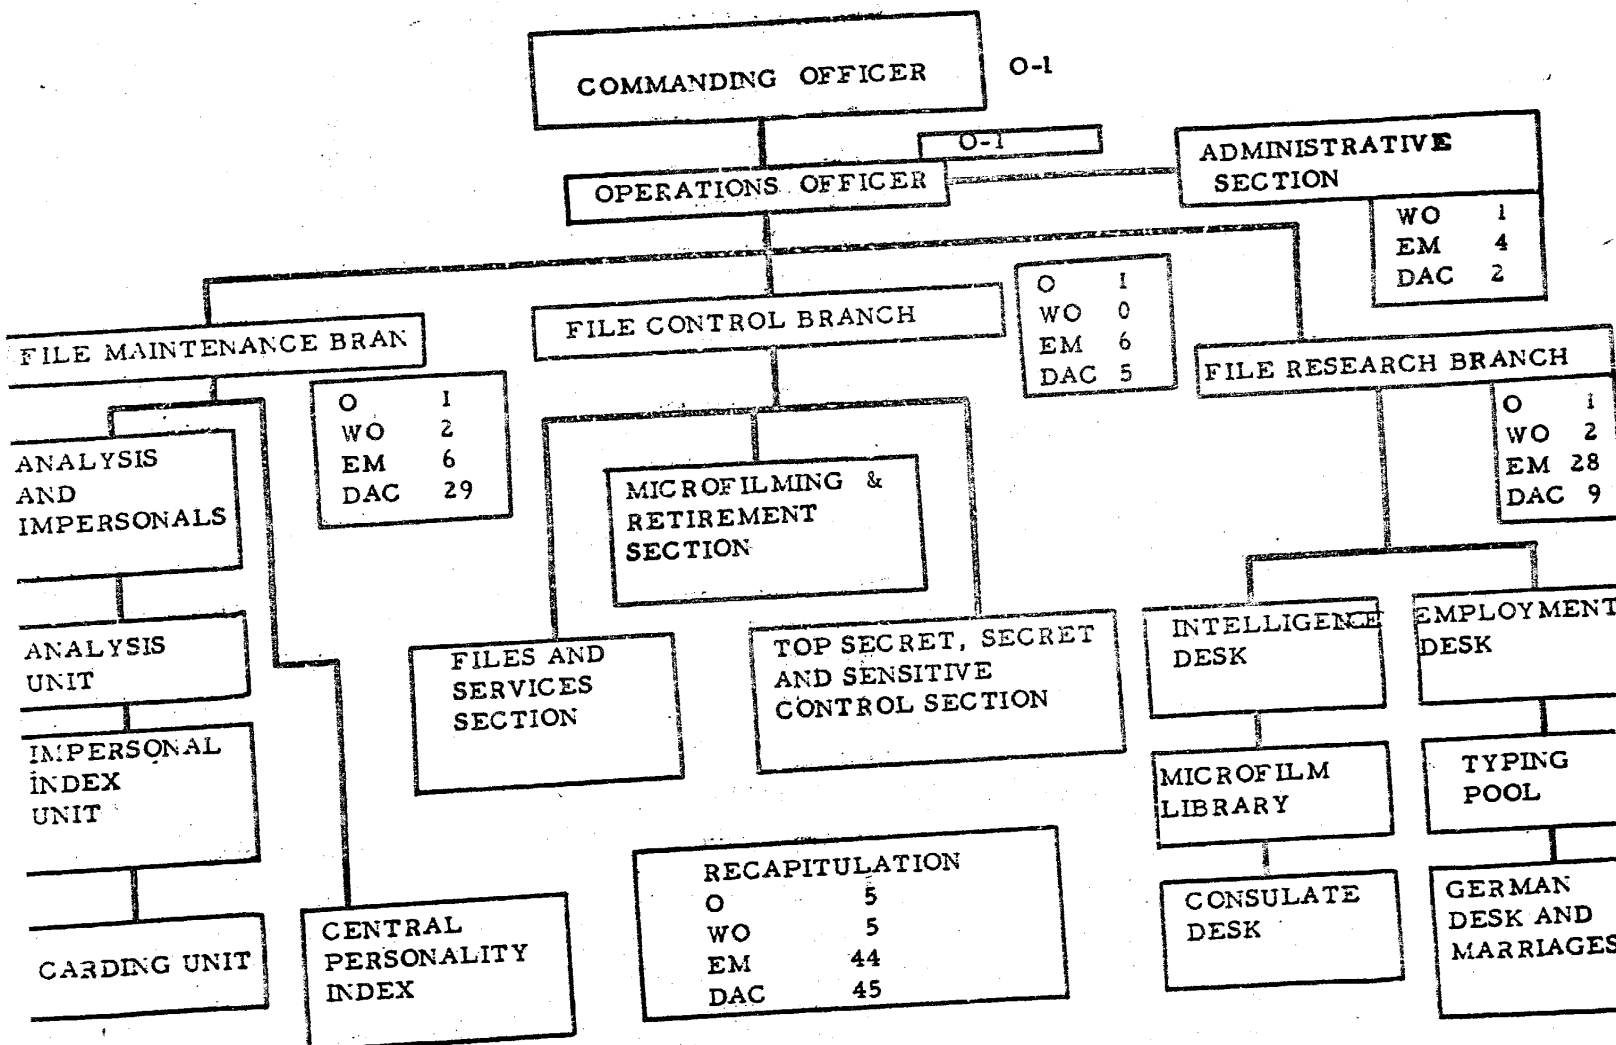 COMMANDING OFFICER
O-1
O-1
OPERATIONS OFFICER
ADMINISTRATIVE
SECTION
WO 1
EM 4
DAC 2
FILE MAINTENANCE BRAN
O 1
WO 2
EM 6
DAC 29
FILE CONTROL BRANCH
O 1
WO 0
EM 6
DAC 5
FILE RESEARCH BRANCH
O 1
WO 2
EM 28
DAC 9
ANALYSIS
AND
IMPERSONALS
ANALYSIS
UNIT
IMPERSONAL
INDEX
UNIT
CARDING UNIT
CENTRAL
PERSONALITY
INDEX
MICROFILMING &
RETIREMENT
SECTION
FILES AND
SERVICES
SECTION
TOP SECRET, SECRET
AND SENSITIVE
CONTROL SECTION
INTELLIGENCE
DESK
MICROFILM
LIBRARY
CONSULATE
DESK
EMPLOYMENT
DESK
TYPING
POOL
GERMAN
DESK AND
MARRIAGES
RECAPITULATION
O 5
WO 5
EM 44
DAC 45